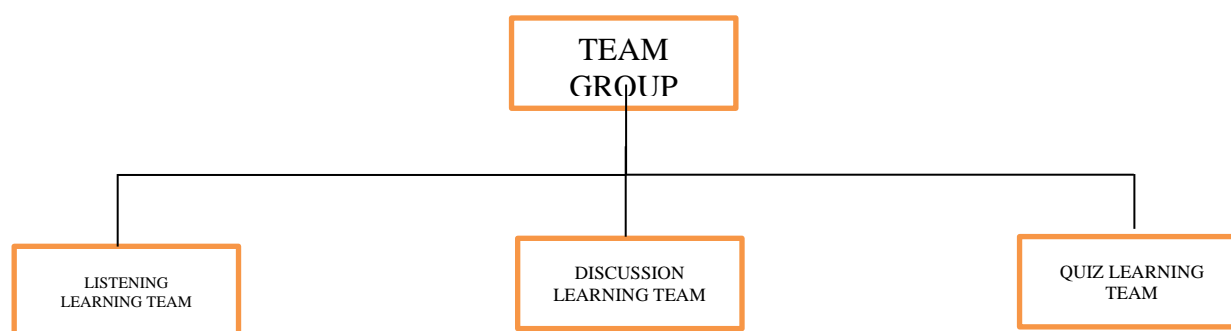 TEAM
GROUP
LISTENING
LEARNING TEAM
DISCUSSION
LEARNING TEAM
QUIZ LEARNING
TEAM